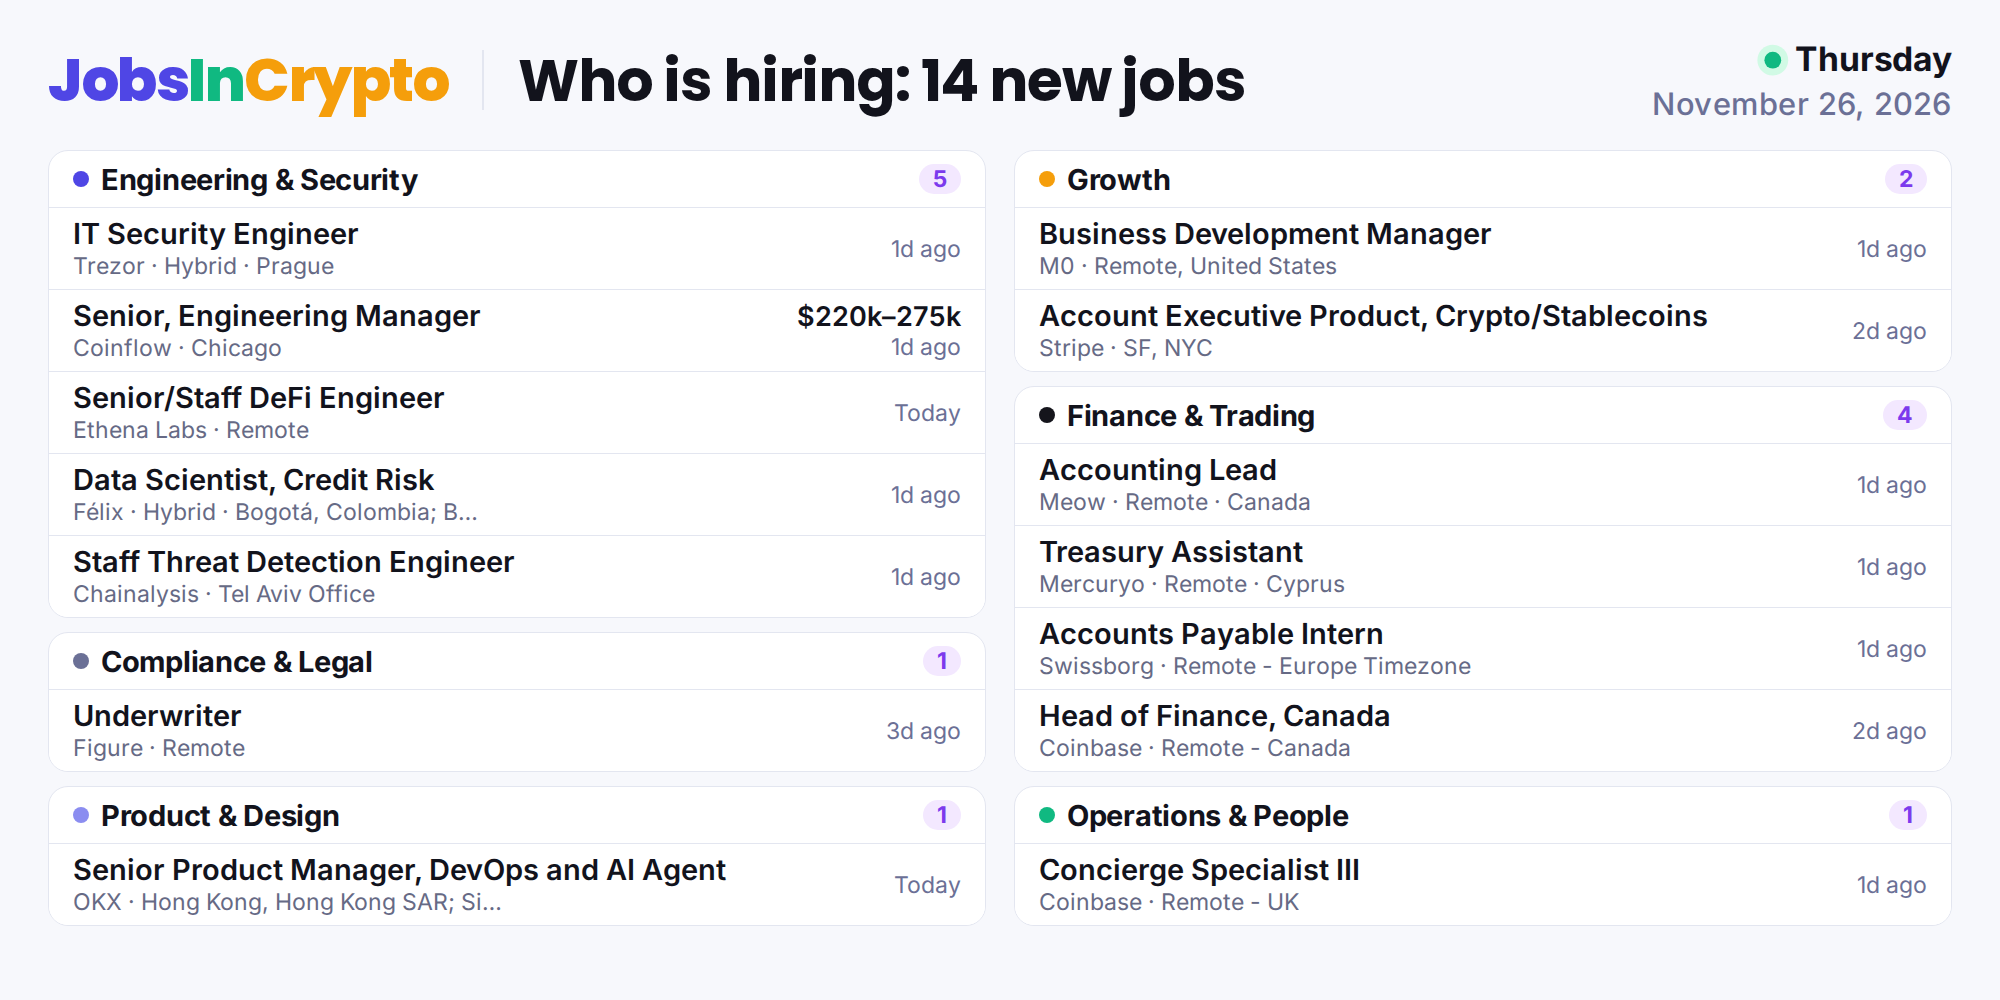 JobsInCrypto
Who is hiring: 14 new jobs
Thursday
November 26, 2026
Engineering & Security
5
IT Security Engineer
1d ago
Trezor · Hybrid · Prague
Senior, Engineering Manager
$220k–275k
Coinflow · Chicago
1d ago
Senior/Staff DeFi Engineer
Today
Ethena Labs · Remote
Data Scientist, Credit Risk
1d ago
Félix · Hybrid · Bogotá, Colombia; B...
Staff Threat Detection Engineer
1d ago
Chainalysis · Tel Aviv Office
Compliance & Legal
1
Underwriter
3d ago
Figure · Remote
Product & Design
1
Senior Product Manager, DevOps and AI Agent
Today
OKX · Hong Kong, Hong Kong SAR; Si...
Growth
2
Business Development Manager
1d ago
M0 · Remote, United States
Account Executive Product, Crypto/Stablecoins
2d ago
Stripe · SF, NYC
Finance & Trading
4
Accounting Lead
1d ago
Meow · Remote · Canada
Treasury Assistant
1d ago
Mercuryo · Remote · Cyprus
Accounts Payable Intern
1d ago
Swissborg · Remote - Europe Timezone
Head of Finance, Canada
2d ago
Coinbase · Remote - Canada
Operations & People
1
Concierge Specialist III
1d ago
Coinbase · Remote - UK